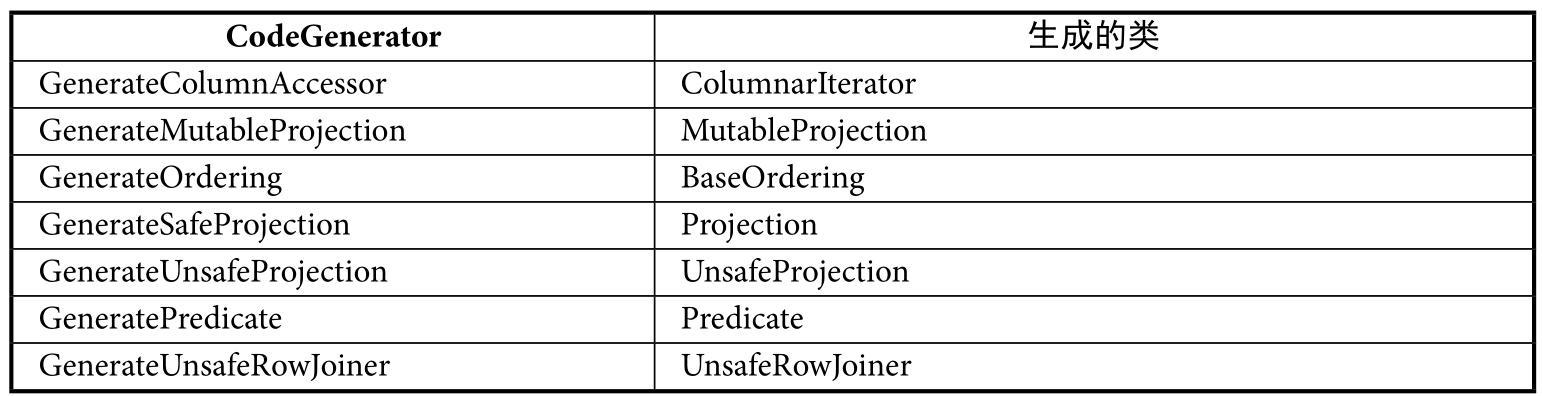 CodeGenerator 生成的类
GenerateColumnAccessor ColumnarIterator
GenerateMutableProjection MutableProjection
GenerateOrdering BaseOrdering
GenerateSafeProjection Projection
GenerateUnsafeProjection UnsafeProjection
GeneratePredicate Predicate
GenerateUnsafeRowJoiner UnsafeRowJoiner